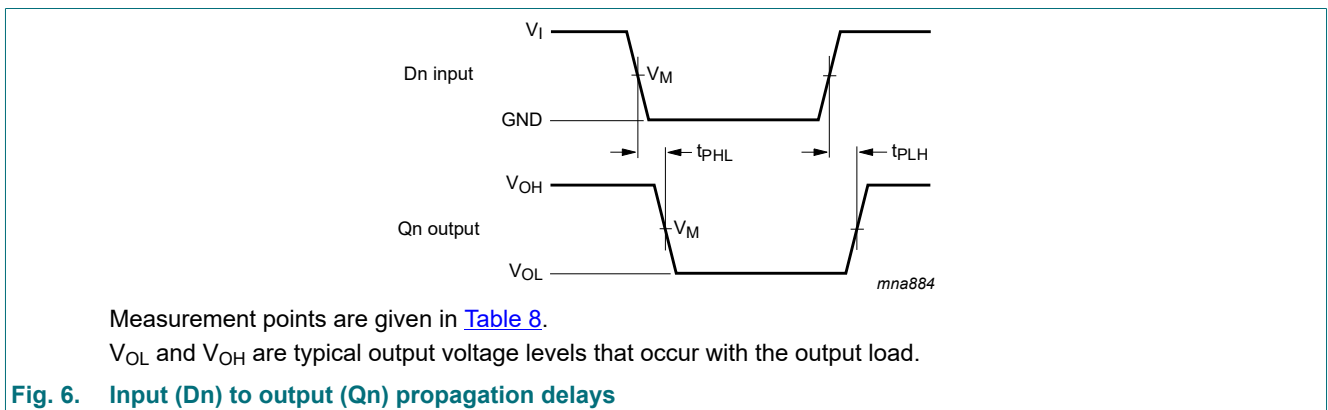 VI
Dn input
VM
GND
tPHL
tPLH
VOH
Qn output
VM
VOL
mna884
Measurement points are given in Table 8.
VOL and VOH are typical output voltage levels that occur with the output load.
Fig. 6. Input (Dn) to output (Qn) propagation delays